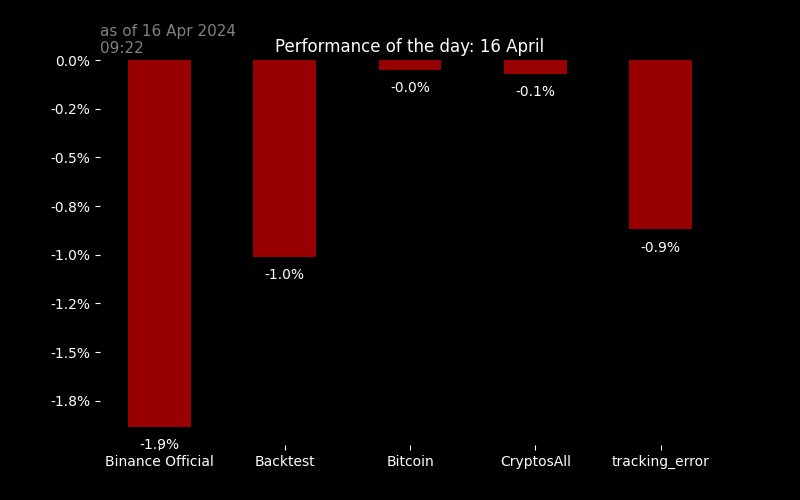 as of 16 Apr 2024
09:22
Performance of the day: 16 April
0.0%
-0.2%
-0.5%
-0.8%
-1.0%
-1.2%
-1.5%
-1.8%
-1.9%
-1.0%
-0.0%
-0.1%
-0.9%
Binance Official
Backtest
Bitcoin
CryptosAll
tracking_error